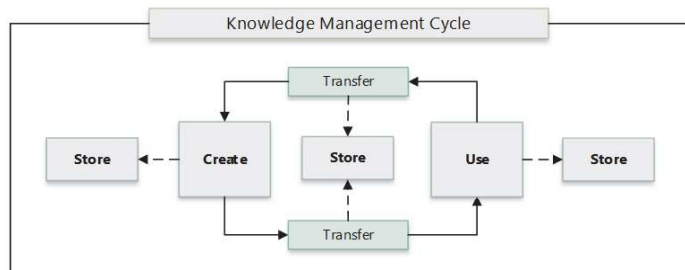 Knowledge Management Cycle
Transfer
Store
Create
Store
Use
Store
Transfer